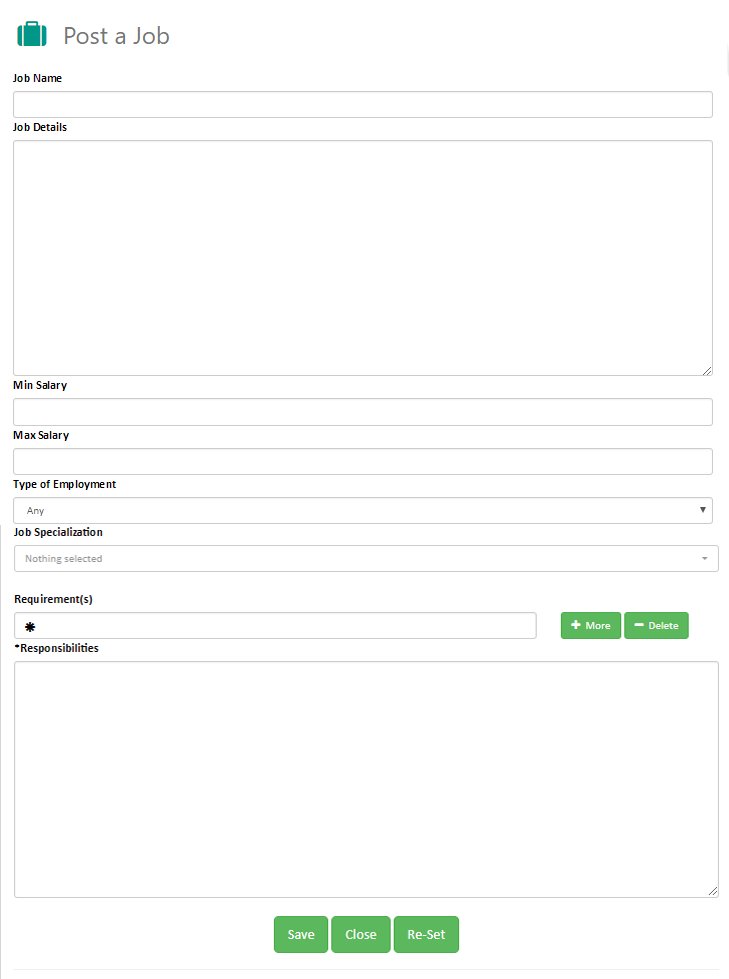 Post a Job
Job Name
Job Details
Min Salary
Max Salary
Type of Employment
Any
Job Specialization
Nothing selected
Requirement(s)
✱ More Delete
*Responsibilities
Save Close Re-Set